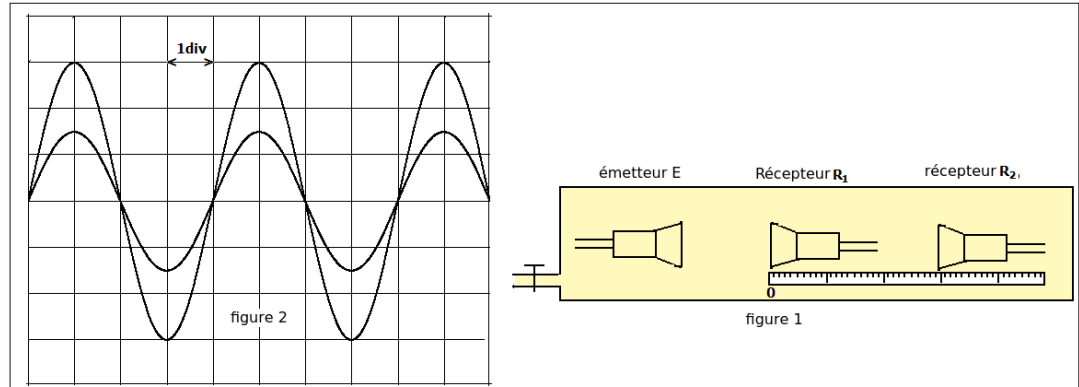 1div
figure 2
émetteur E
Récepteur R1
récepteur R2
0
figure 1